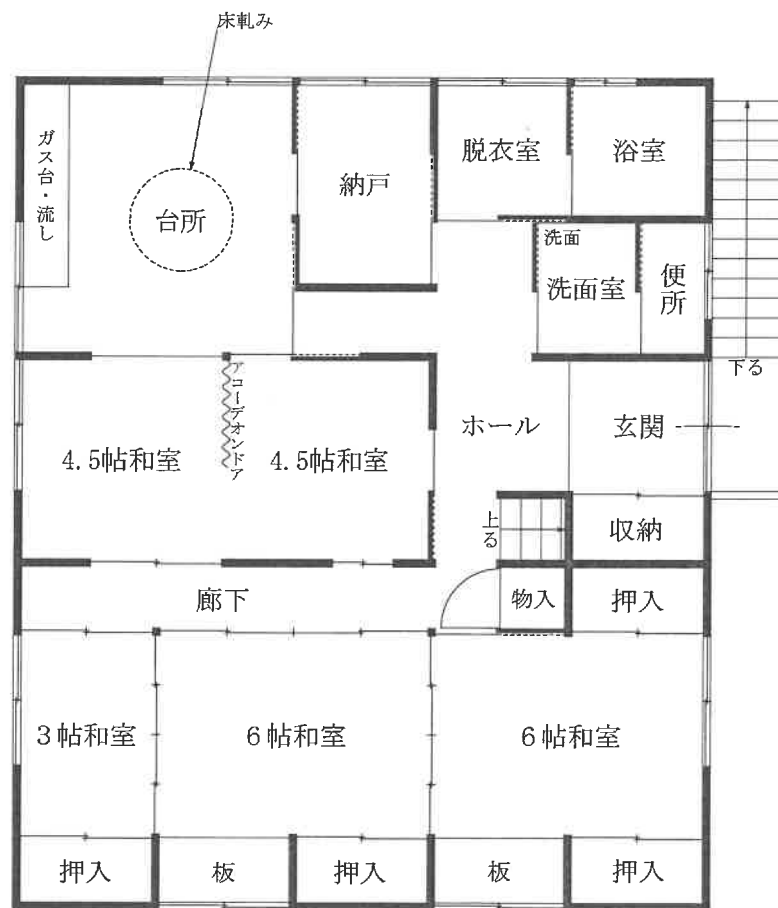 床軋み
ガス台・流し
台所
納戸
脱衣室
浴室
洗面
洗面室
便所
下る
アコーデオンドア
4.5帖和室
4.5帖和室
ホール
玄関
上る
収納
廊下
物入
押入
3帖和室
6帖和室
6帖和室
押入
板
押入
板
押入